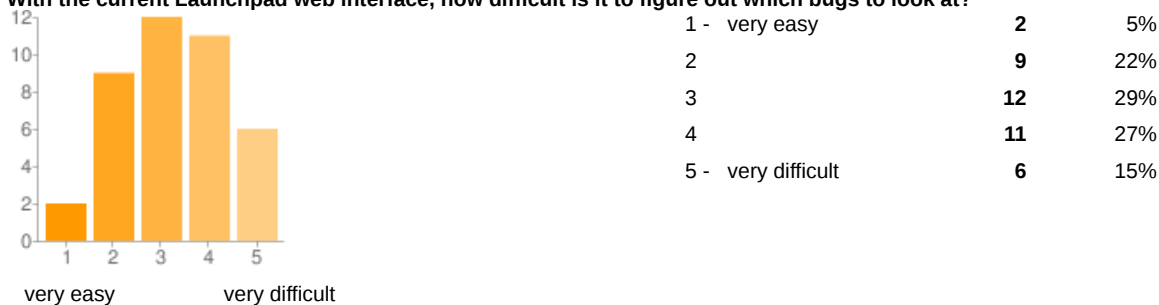 With the current Launchpad web interface, how difficult is it to figure out which bugs to look at?
12
10
8
6
4
2
0
1 2 3 4 5
very easy very difficult
1 - very easy 2 5%
2 9 22%
3 12 29%
4 11 27%
5 - very difficult 6 15%